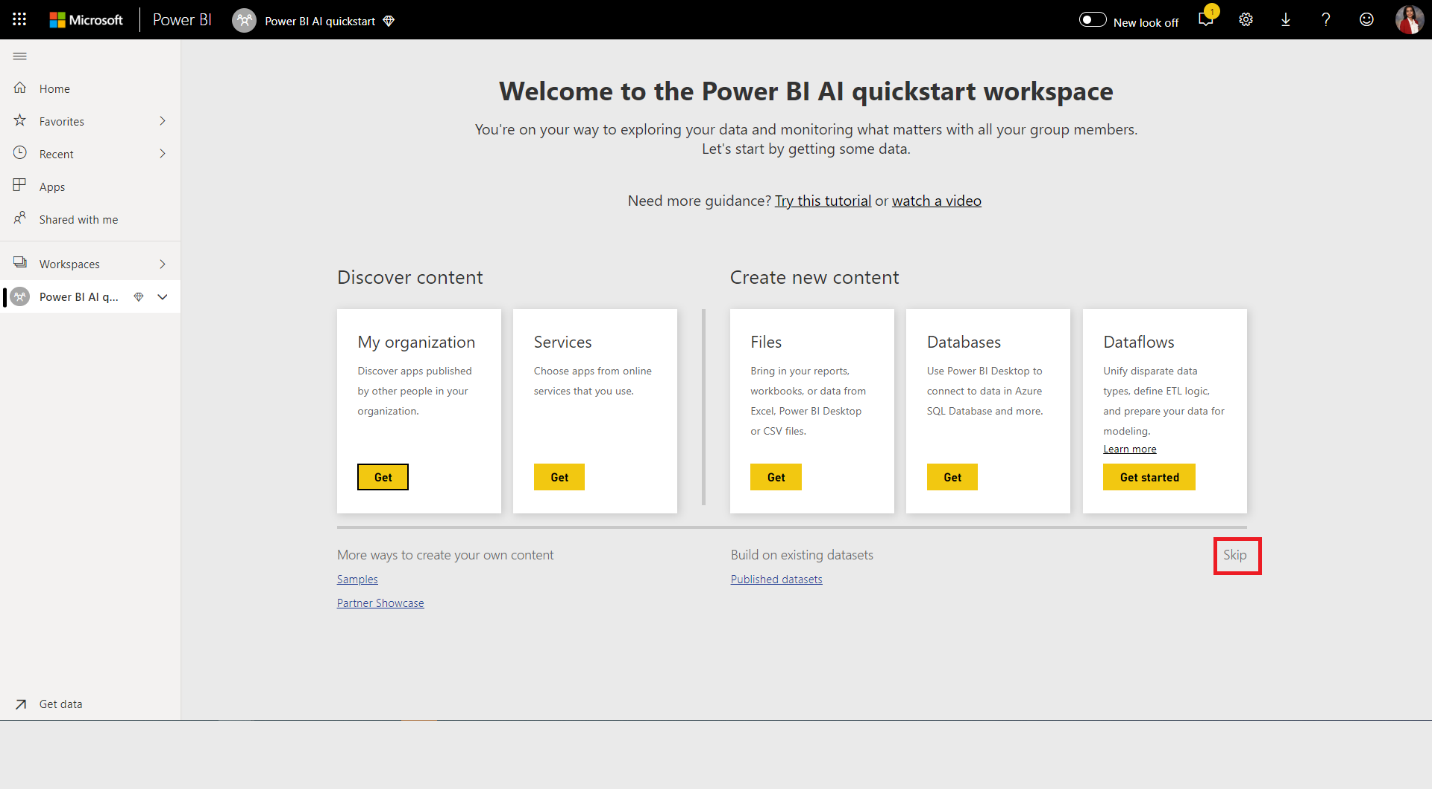 Microsoft
Power BI
Power BI AI quickstart
New look off
1
?
Home
Favorites
Recent
Apps
Shared with me
Workspaces
Power BI AI q...
Get data
Welcome to the Power BI AI quickstart workspace
You're on your way to exploring your data and monitoring what matters with all your group members.
Let's start by getting some data.
Need more guidance? Try this tutorial or watch a video
Discover content
My organization
Discover apps published
by other people in your
organization.
Get
Services
Choose apps from online
services that you use.
Get
Create new content
Files
Bring in your reports,
workbooks, or data from
Excel, Power BI Desktop
or CSV files.
Get
Databases
Use Power BI Desktop to
connect to data in Azure
SQL Database and more.
Get
Dataflows
Unify disparate data
types, define ETL logic,
and prepare your data for
modeling.
Learn more
Get started
More ways to create your own content
Samples
Partner Showcase
Build on existing datasets
Published datasets
Skip